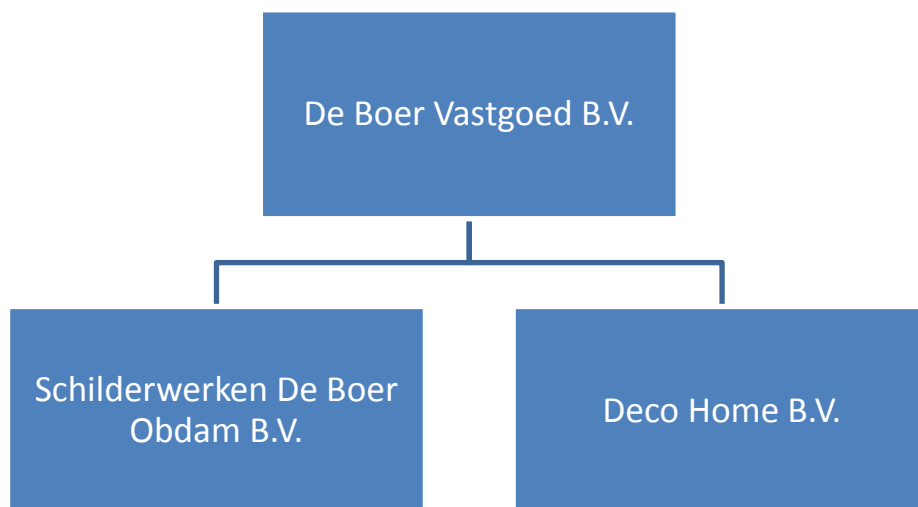 De Boer Vastgoed B.V.
Schilderwerken De Boer
Obdam B.V.
Deco Home B.V.